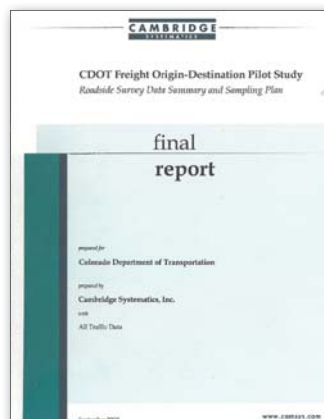 CAMBRIDGE
SYSTEMATICS
CDOT Freight Origin-Destination Pilot Study
Roadside Survey Data Summary and Sampling Plan
final
report
prepared for
Colorado Department of Transportation
prepared by
Cambridge Systematics, Inc.
with
All Traffic Data
www.camsys.com